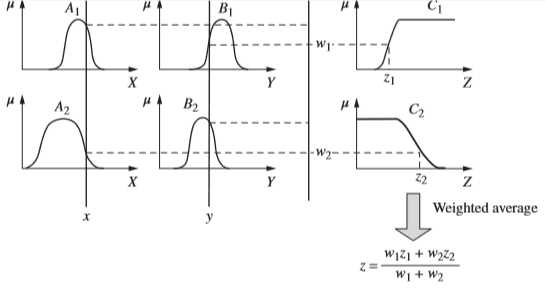 μ A₁ μ B₁ μ C₁
w₁
X Y z₁ Z
μ A₂ μ B₂ μ C₂
w₂
X Y z₂ Z
x y
Weighted average
z = (w₁z₁ + w₂z₂) / (w₁ + w₂)